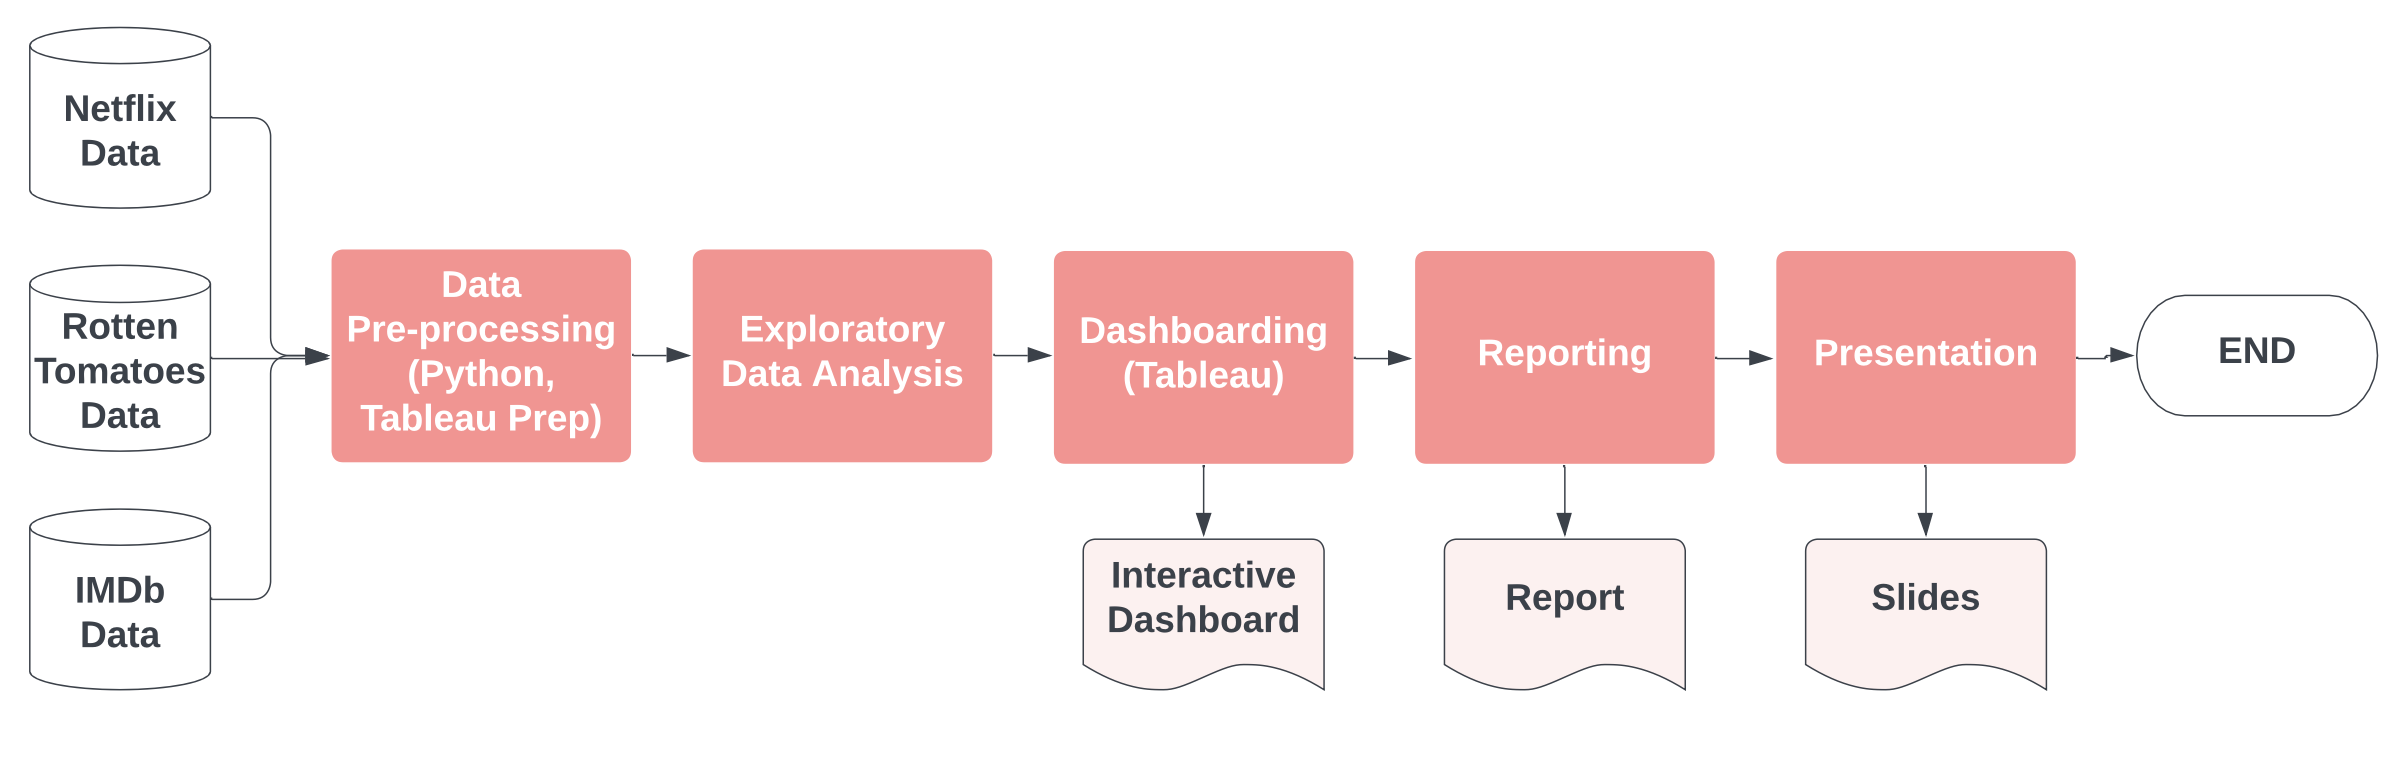 Netflix
Data
Rotten
Tomatoes
Data
IMDb
Data
Data
Pre-processing
(Python,
Tableau Prep)
Exploratory
Data Analysis
Dashboarding
(Tableau)
Reporting
Presentation
END
Interactive
Dashboard
Report
Slides